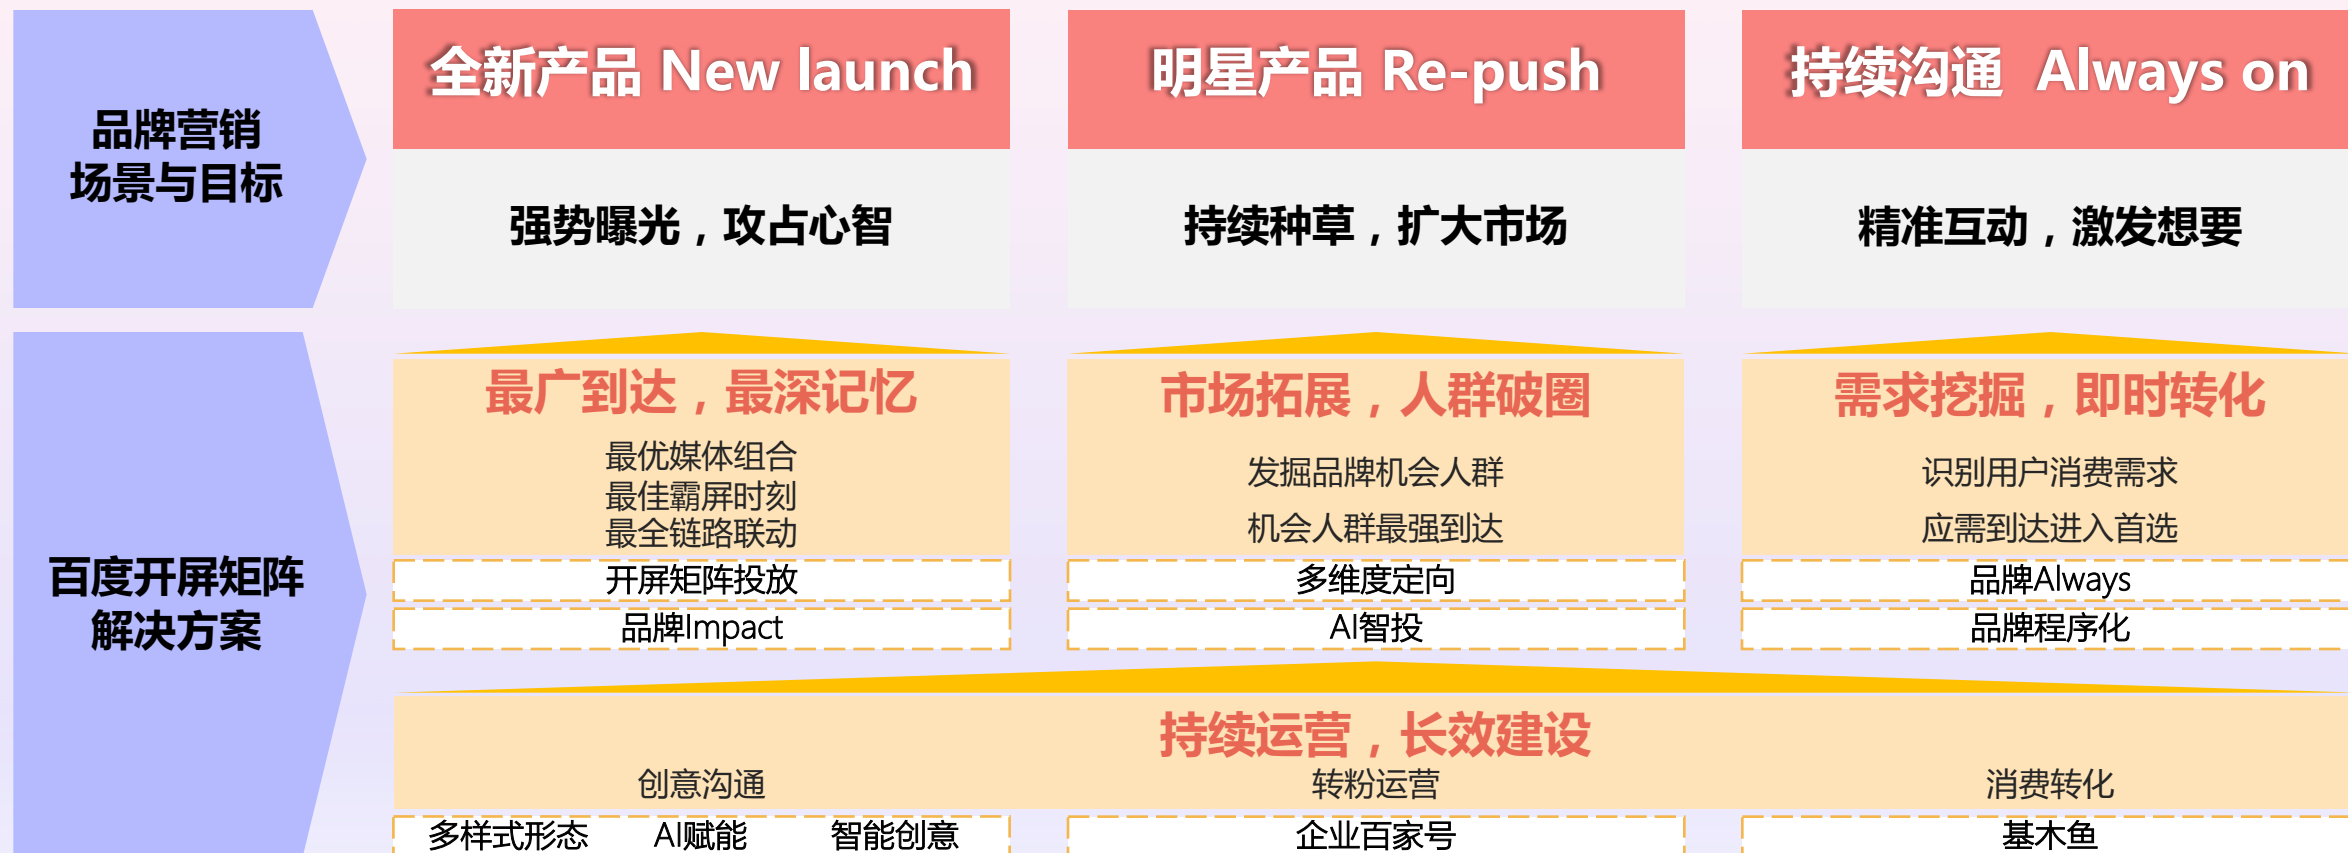 品牌营销
场景与目标
全新产品 New launch
明星产品 Re-push
持续沟通 Always on
强势曝光，攻占心智
持续种草，扩大市场
精准互动，激发想要
百度开屏矩阵
解决方案
最广到达，最深记忆
最优媒体组合
最佳霸屏时刻
最全链路联动
开屏矩阵投放
品牌Impact
市场拓展，人群破圈
发掘品牌机会人群
机会人群最强到达
多维度定向
AI智投
需求挖掘，即时转化
识别用户消费需求
应需到达进入首选
品牌Always
品牌程序化
持续运营，长效建设
创意沟通
转粉运营
消费转化
多样式形态 AI赋能 智能创意
企业百家号
基木鱼